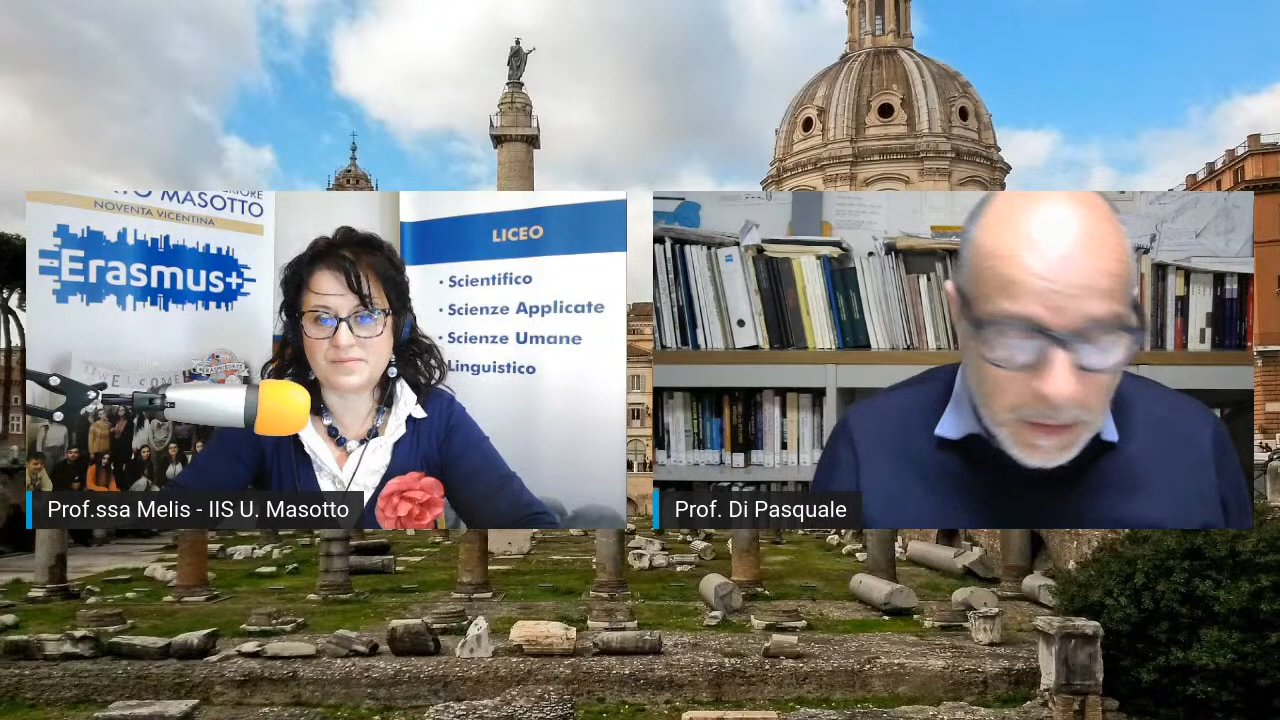 MASOTTO
NOVENTA VICENTINA
Erasmus+
WELCOME
LICEO
· Scientifico
· Scienze Applicate
· Scienze Umane
Linguistico
Prof.ssa Melis - IIS U. Masotto
Prof. Di Pasquale